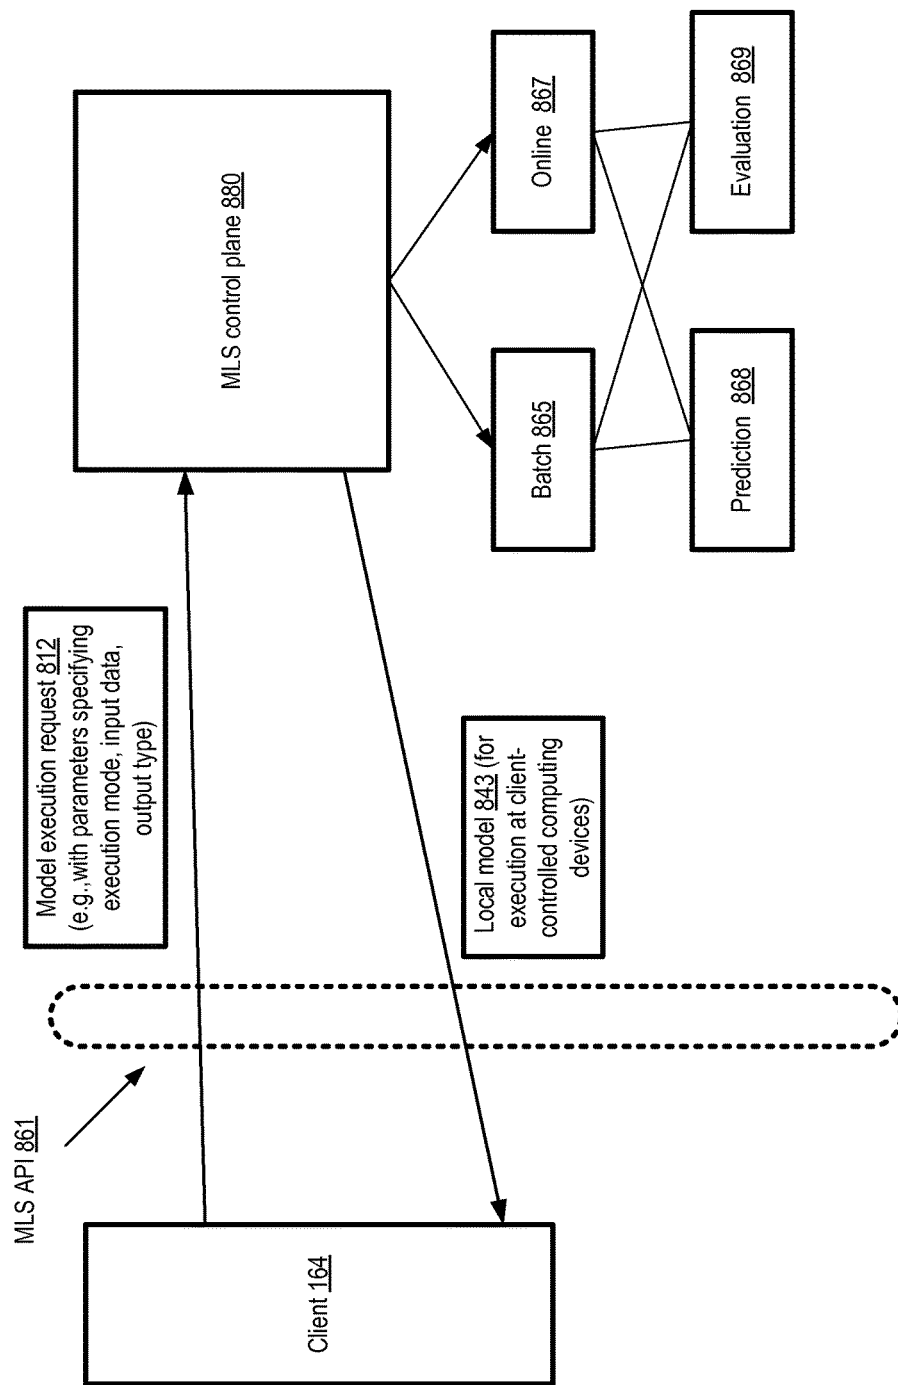 MLS API 861
Client 164
Model execution request 812
(e.g.,with parameters specifying
execution mode, input data,
output type)
Local model 843 (for
execution at client-
controlled computing
devices)
MLS control plane 880
Batch 865
Online 867
Prediction 868
Evaluation 869